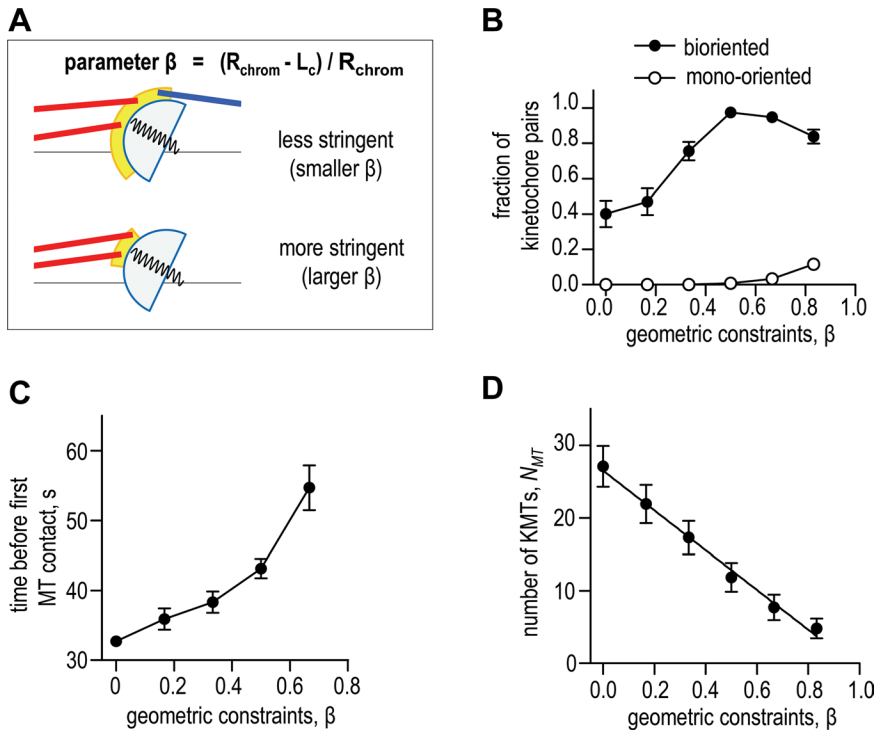 A
parameter β = (Rchrom - Lc) / Rchrom
less stringent
(smaller β)
more stringent
(larger β)
B
bioriented
mono-oriented
fraction of
kinetochore pairs
1.0
0.8
0.6
0.4
0.2
0.0
0.0 0.2 0.4 0.6 0.8 1.0
geometric constraints, β
C
time before first
MT contact, s
60
50
40
30
0 0.2 0.4 0.6 0.8
geometric constraints, β
D
number of KMTs, NMT
30
20
10
0
0.0 0.2 0.4 0.6 0.8 1.0
geometric constraints, β